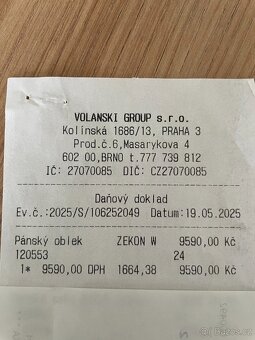 VOLANSKI GROUP s.r.o.
Kolínská 1686/13, PRAHA 3
Prod.č.6,Masarykova 4
602 00,BRNO t.777 739 812
IČ: 27070085 DIČ: CZ27070085
Daňový doklad
Ev.č.:2025/S/106252049 Datum:19.05.2025
Pánský oblek ZEKON W 9590,00 Kč
120553 24
1* 9590,00 DPH 1664,38 9590,00 Kč
sbazos.cz